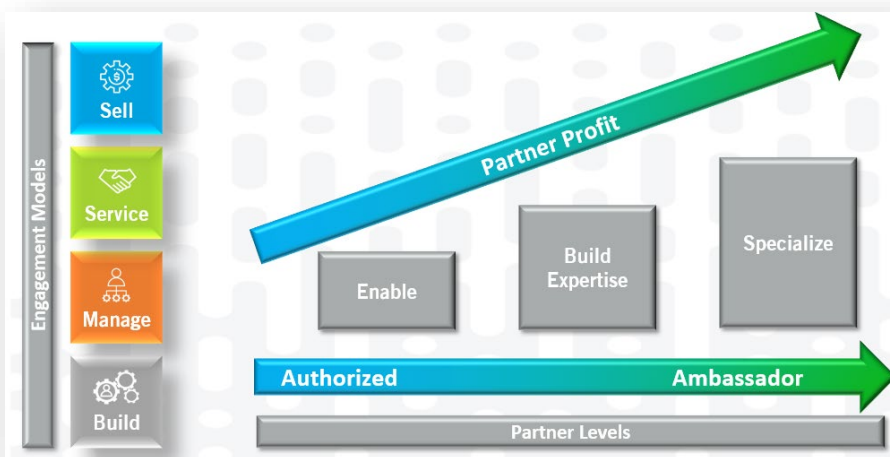 Engagement Models
Sell
Service
Manage
Build
Partner Profit
Enable
Build
Expertise
Specialize
Authorized
Ambassador
Partner Levels